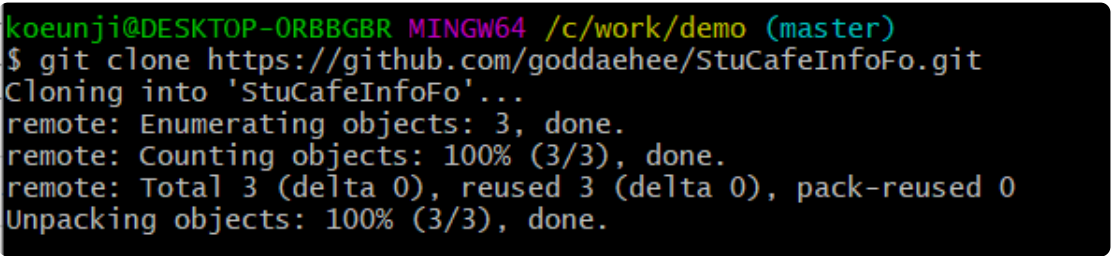 koeunji@DESKTOP-ORBBGBR MINGW64 /c/work/demo (master)
$ git clone https://github.com/goddaehee/StuCafeInfoFo.git
Cloning into 'StuCafeInfoFo'...
remote: Enumerating objects: 3, done.
remote: Counting objects: 100% (3/3), done.
remote: Total 3 (delta 0), reused 3 (delta 0), pack-reused 0
Unpacking objects: 100% (3/3), done.